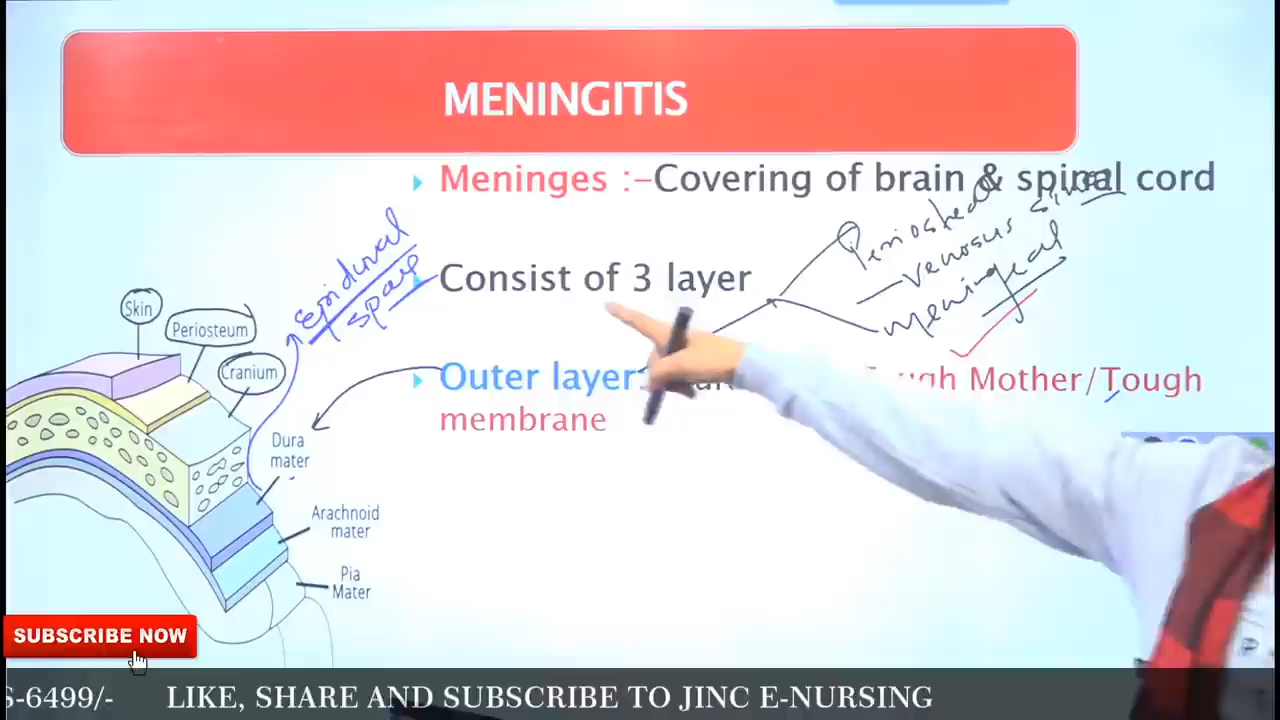 MENINGITIS
Meninges :-Covering of brain & spinal cord
Periosteal
venosus sinus
meningeal
Epidural
space
Consist of 3 layer
Outer layer: Mother/Tough
membrane
Skin
Periosteum
Cranium
Dura
mater
Arachnoid
mater
Pia
Mater
SUBSCRIBE NOW
S-6499/- LIKE, SHARE AND SUBSCRIBE TO JINC E-NURSING